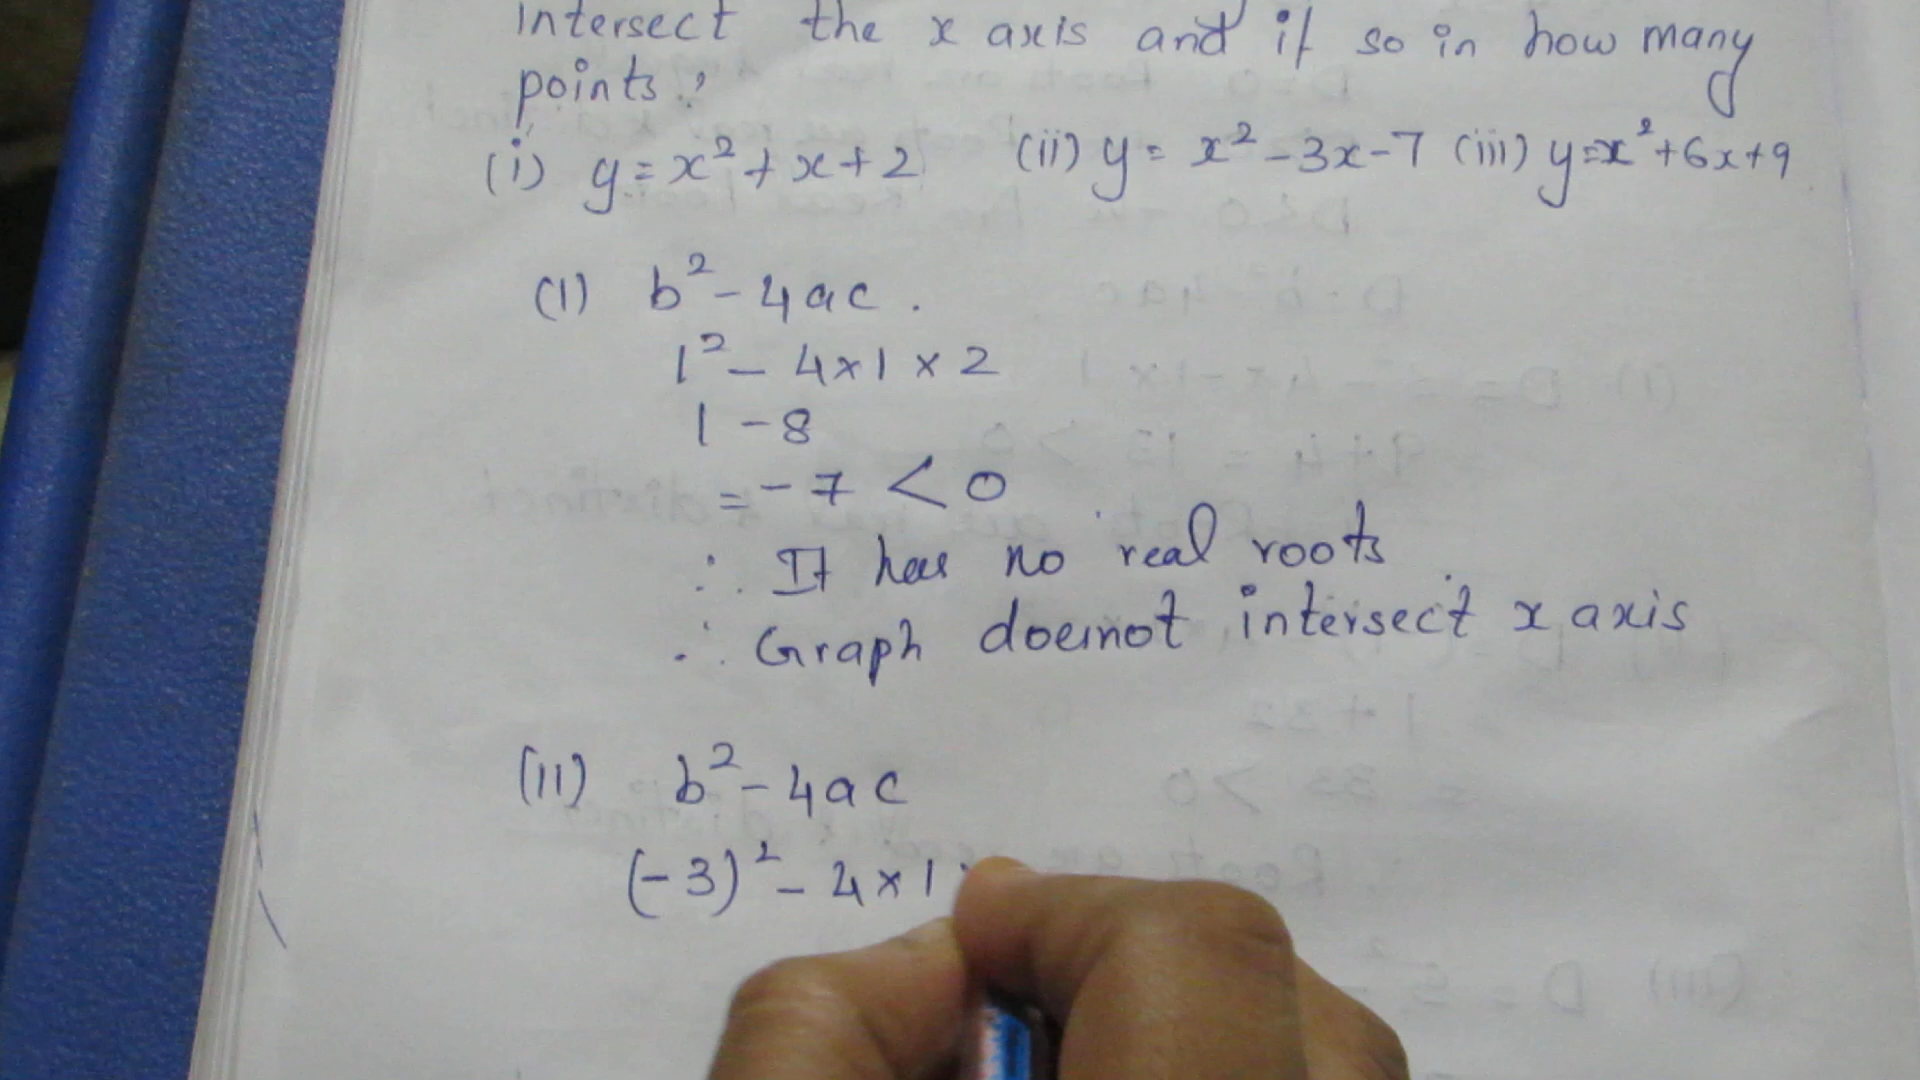 intersect the x axis and if so in how many
points?
(i) y = x² + x + 2 (ii) y = x² - 3x - 7 (iii) y = x² + 6x + 9
(i) b² - 4ac.
1² - 4 × 1 × 2
1 - 8
= - 7 < 0
∴ It has no real roots.
∴ Graph doesnot intersect x axis
(ii) b² - 4ac
(-3)² - 4 × 1